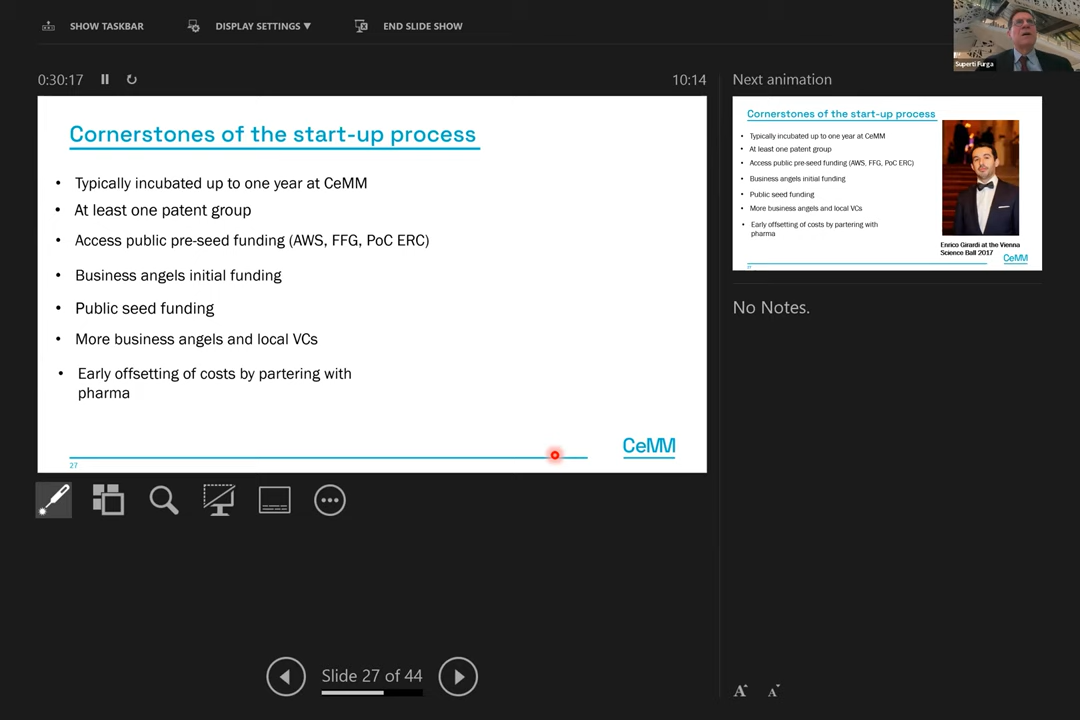 SHOW TASKBAR
DISPLAY SETTINGS ▼
END SLIDE SHOW
Superti Furga
0:30:17
10:14
Next animation
Cornerstones of the start-up process
• Typically incubated up to one year at CeMM
• At least one patent group
• Access public pre-seed funding (AWS, FFG, PoC ERC)
• Business angels initial funding
• Public seed funding
• More business angels and local VCs
• Early offsetting of costs by partering with
pharma
CeMM
27
Cornerstones of the start-up process
• Typically incubated up to one year at CeMM
• At least one patent group
• Access public pre-seed funding (AWS, FFG, PoC ERC)
• Business angels initial funding
• Public seed funding
• More business angels and local VCs
• Early offsetting of costs by partering with
pharma
Enrico Girardi at the Vienna
Science Ball 2017
CeMM
27
No Notes.
Slide 27 of 44
A
A